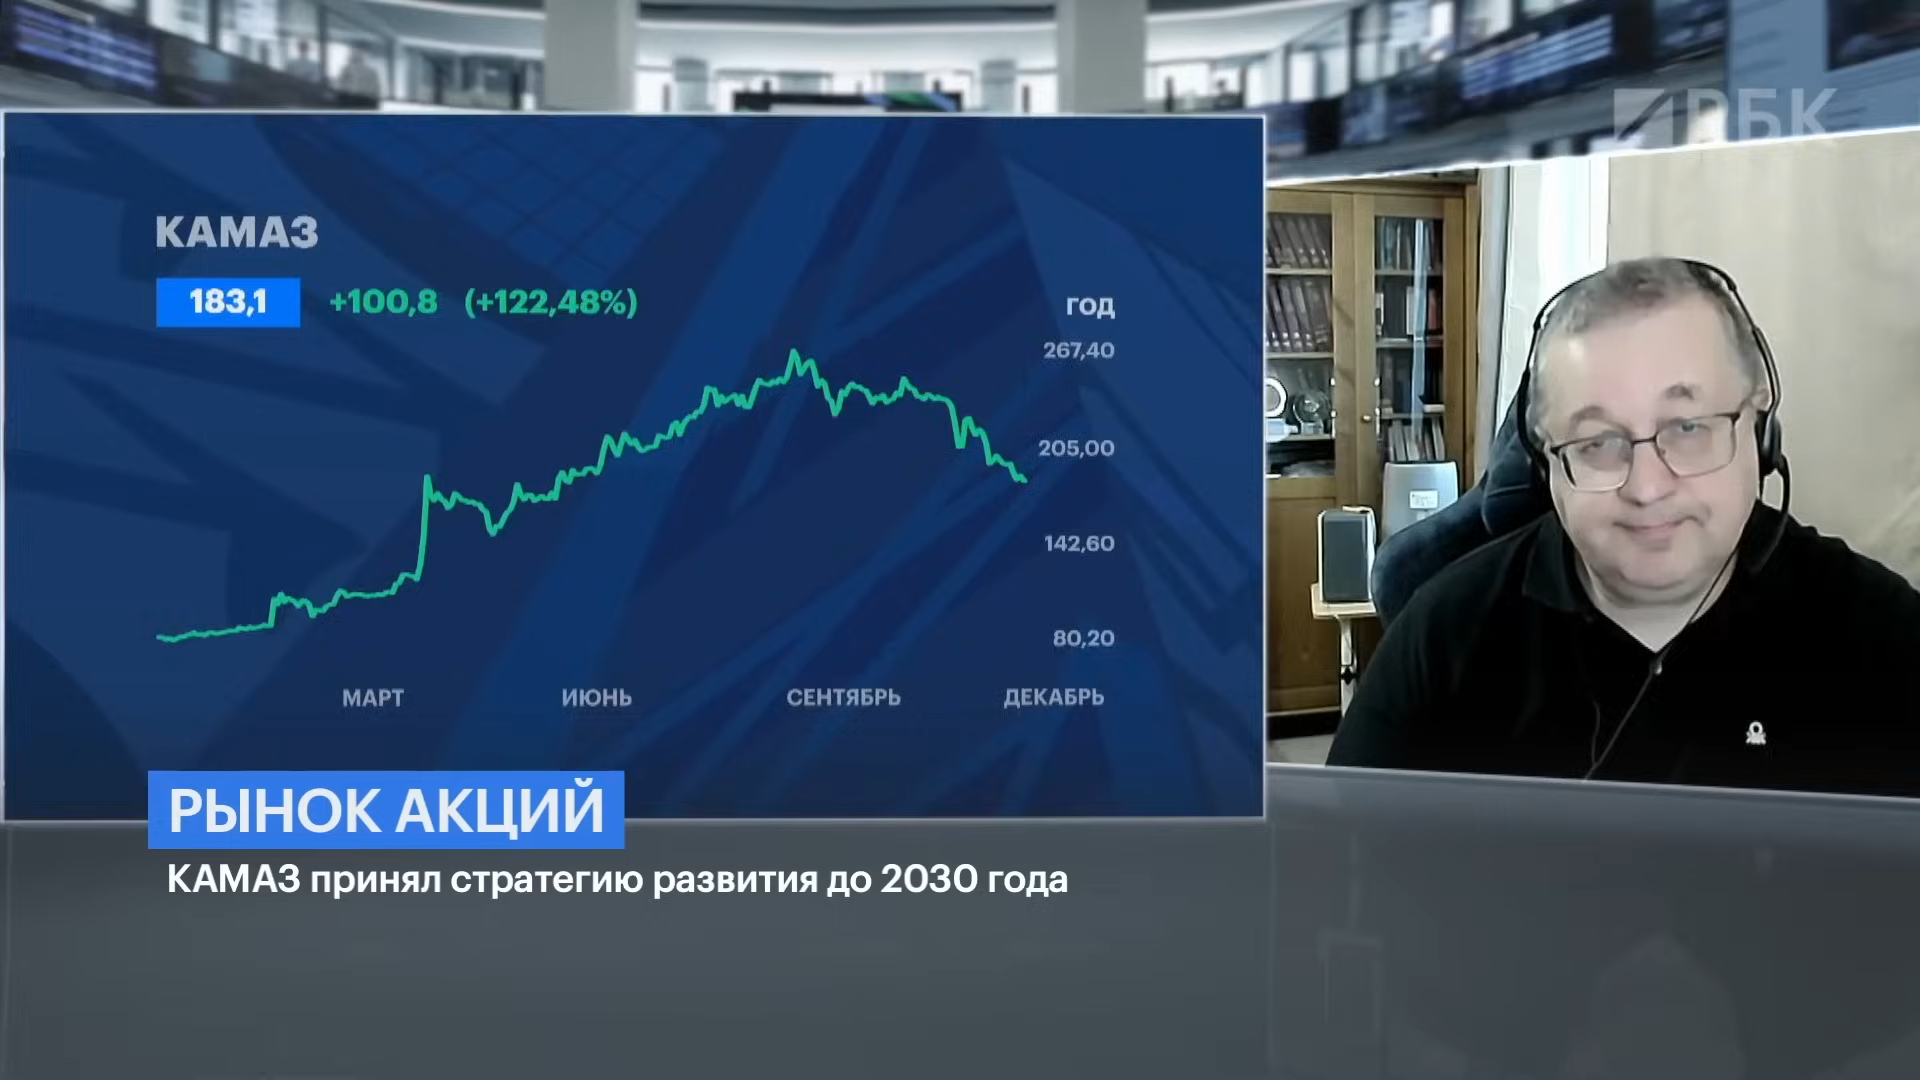 РБК
КАМАЗ
183,1 +100,8 (+122,48%)
ГОД
267,40
205,00
142,60
80,20
МАРТ ИЮНЬ СЕНТЯБРЬ ДЕКАБРЬ
РЫНОК АКЦИЙ
КАМАЗ принял стратегию развития до 2030 года